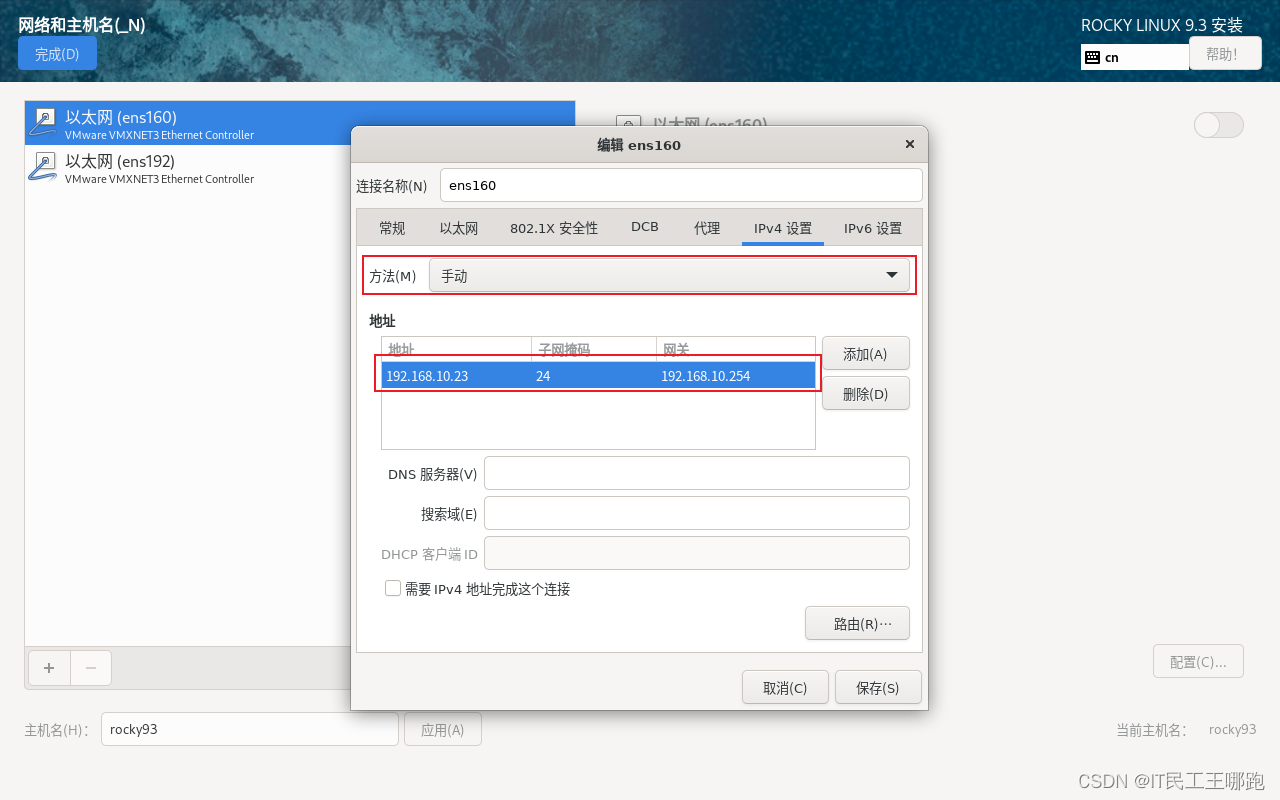 网络和主机名(_N)
完成(D)
ROCKY LINUX 9.3 安装
cn
帮助！
以太网 (ens160)
VMware VMXNET3 Ethernet Controller
以太网 (ens192)
VMware VMXNET3 Ethernet Controller
以太网 (ens160)
编辑 ens160
连接名称(N)
ens160
常规
以太网
802.1X 安全性
DCB
代理
IPv4 设置
IPv6 设置
方法(M)
手动
地址
地址 子网掩码 网关
192.168.10.23 24 192.168.10.254
添加(A)
删除(D)
DNS 服务器(V)
搜索域(E)
DHCP 客户端 ID
需要 IPv4 地址完成这个连接
路由(R)…
取消(C)
保存(S)
配置(C)...
主机名(H)：
rocky93
应用(A)
当前主机名：
rocky93
CSDN @IT民工王哪跑